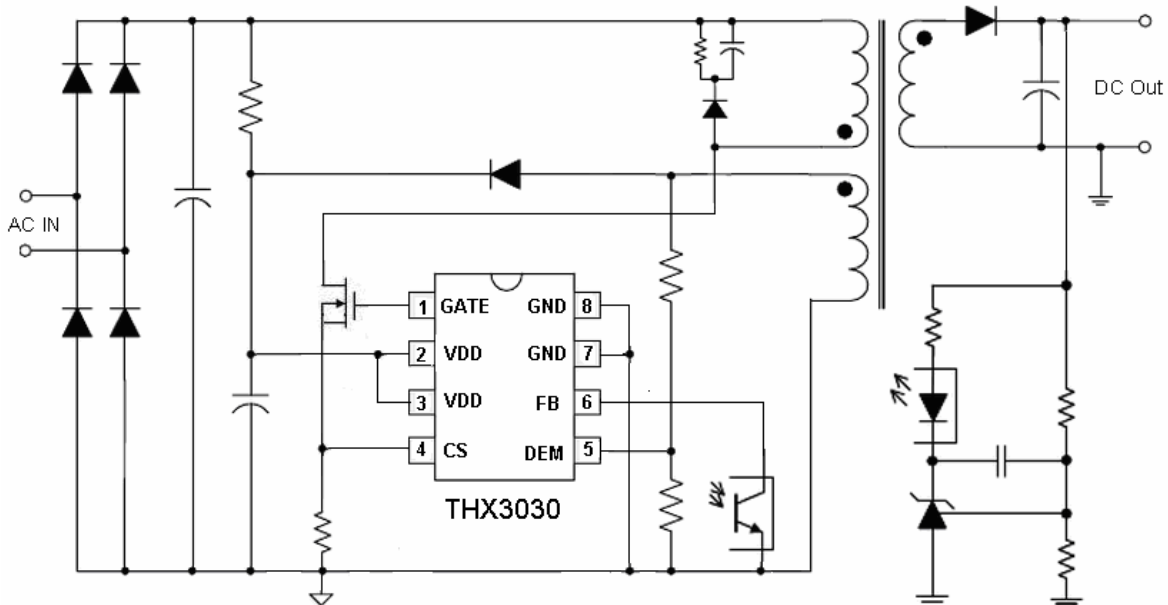 DC Out
AC IN
1 GATE GND 8
2 VDD GND 7
3 VDD FB 6
4 CS DEM 5
THX3030